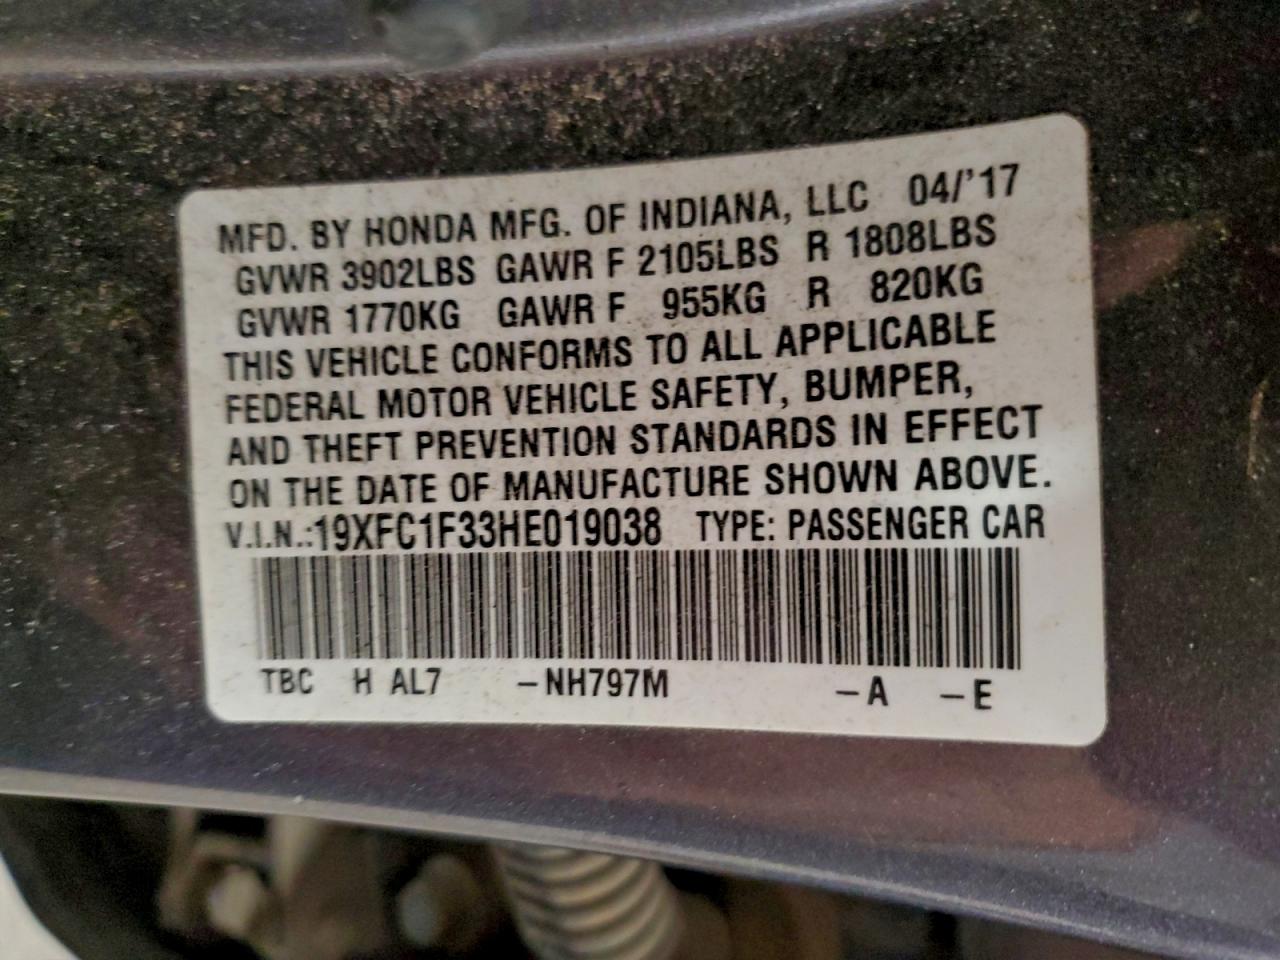 MFD. BY HONDA MFG. OF INDIANA, LLC 04/'17
GVWR 3902LBS GAWR F 2105LBS R 1808LBS
GVWR 1770KG GAWR F 955KG R 820KG
THIS VEHICLE CONFORMS TO ALL APPLICABLE
FEDERAL MOTOR VEHICLE SAFETY, BUMPER,
AND THEFT PREVENTION STANDARDS IN EFFECT
ON THE DATE OF MANUFACTURE SHOWN ABOVE.
V.I.N.:19XFC1F33HE019038 TYPE: PASSENGER CAR
TBC H AL7 –NH797M –A –E